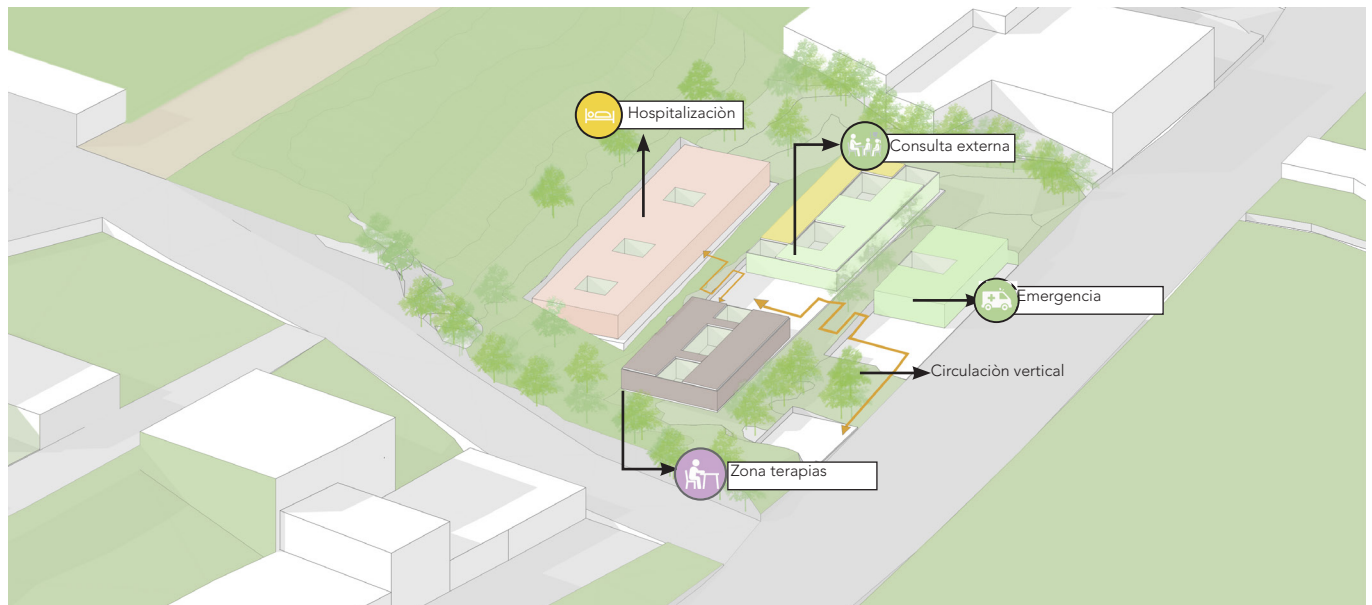 Hospitalizaciòn
Consulta externa
Emergencia
Circulaciòn vertical
Zona terapias